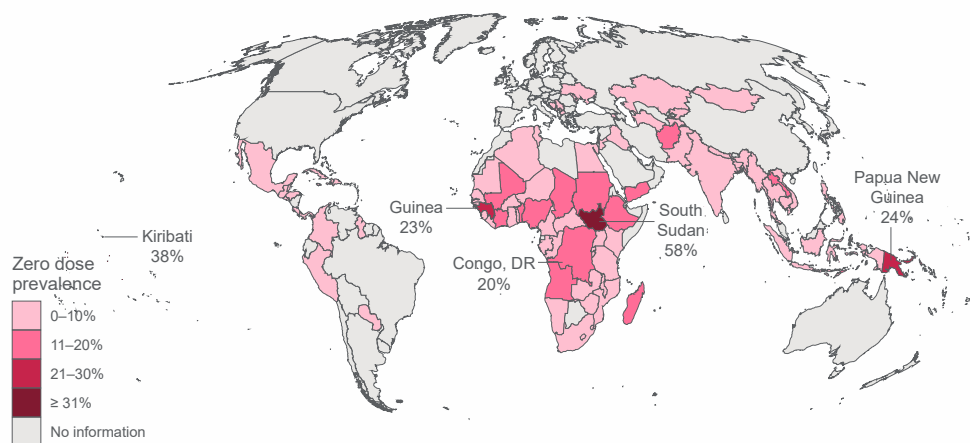 Papua New
Guinea
24%
Guinea
23%
South
Sudan
58%
Kiribati
38%
Congo, DR
20%
Zero dose
prevalence
0–10%
11–20%
21–30%
≥ 31%
No information